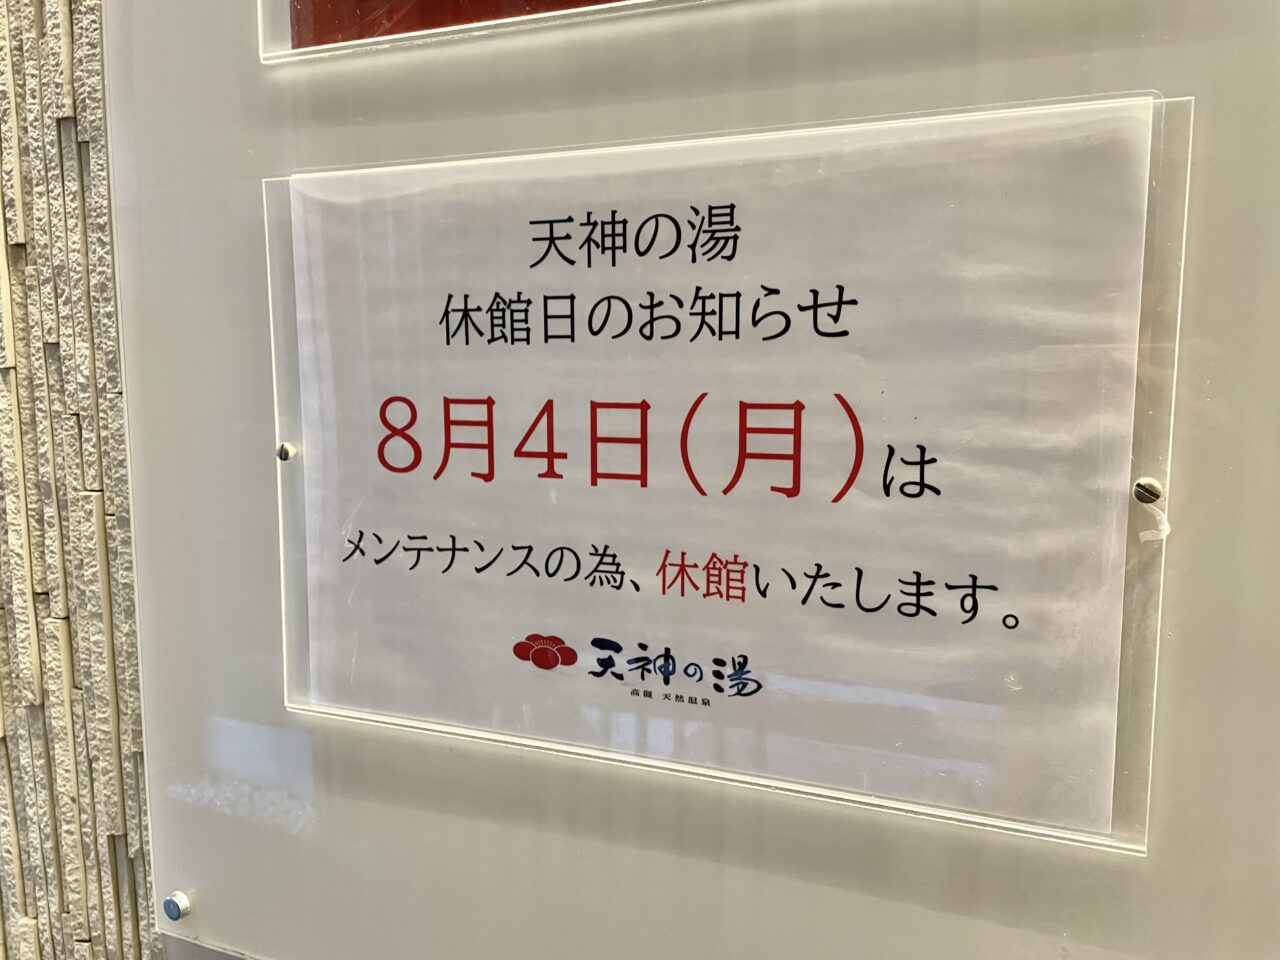 天神の湯
休館日のお知らせ
8月4日(月)は
メンテナンスの為、休館いたします。
天神の湯
高槻 天然温泉